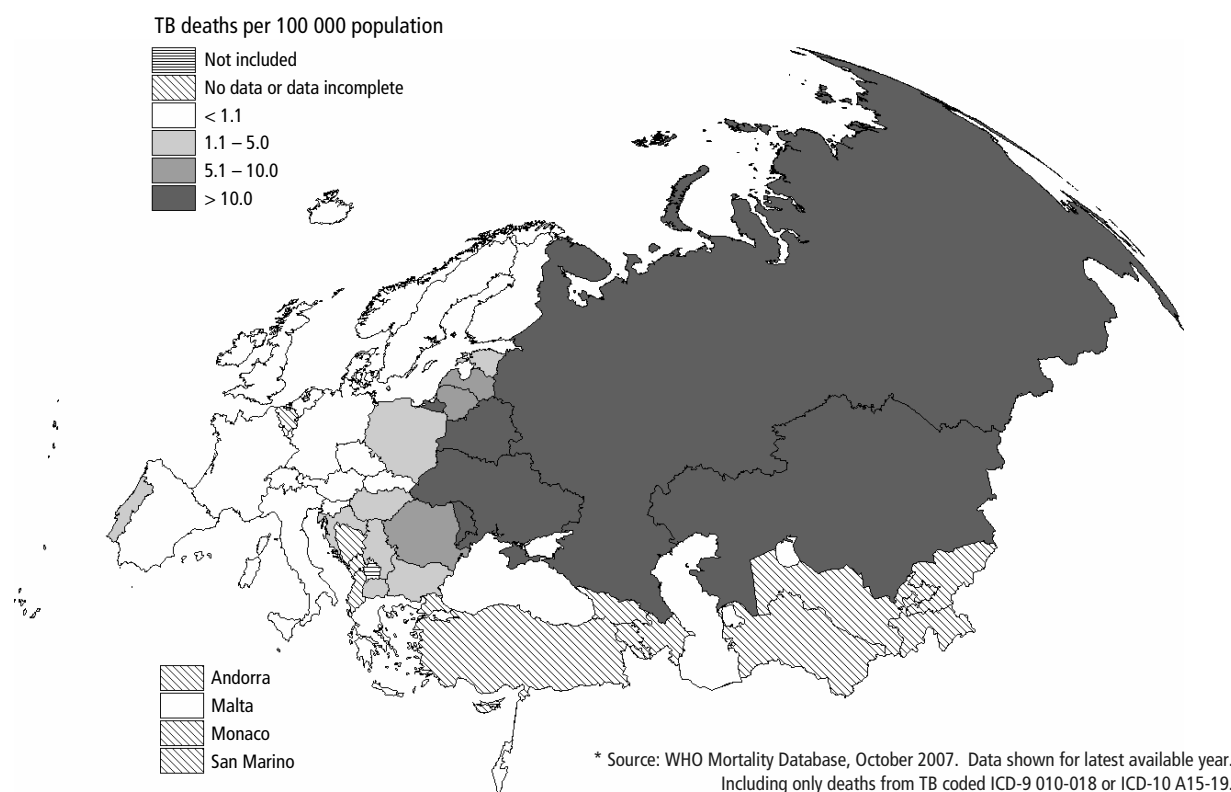 TB deaths per 100 000 population
Not included
No data or data incomplete
< 1.1
1.1 – 5.0
5.1 – 10.0
> 10.0
Andorra
Malta
Monaco
San Marino
* Source: WHO Mortality Database, October 2007. Data shown for latest available year.
Including only deaths from TB coded ICD-9 010-018 or ICD-10 A15-19.